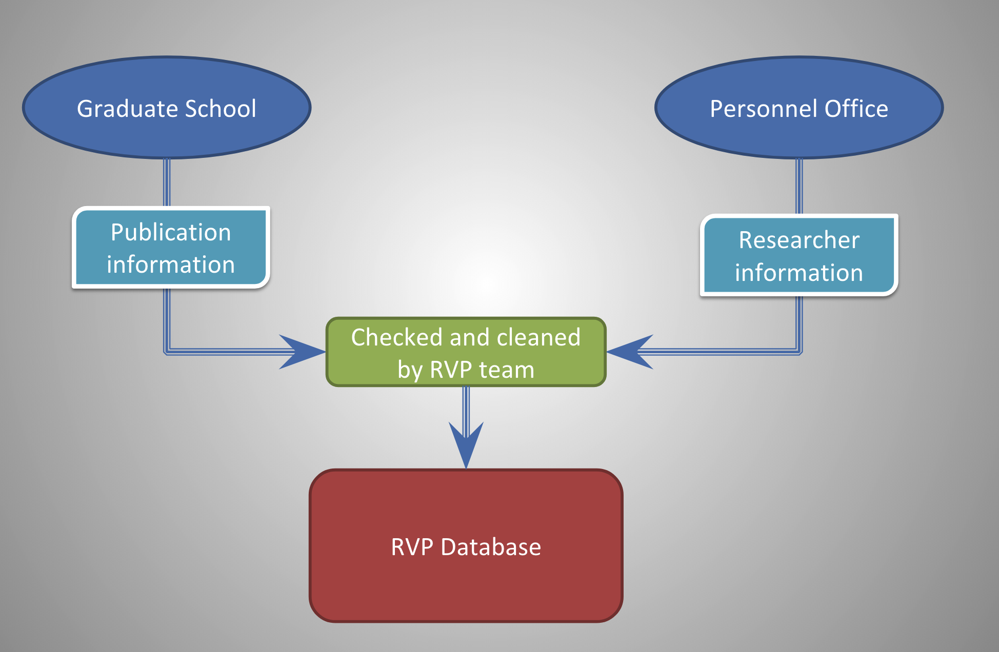 Graduate School
Personnel Office
Publication
information
Researcher
information
Checked and cleaned
by RVP team
RVP Database